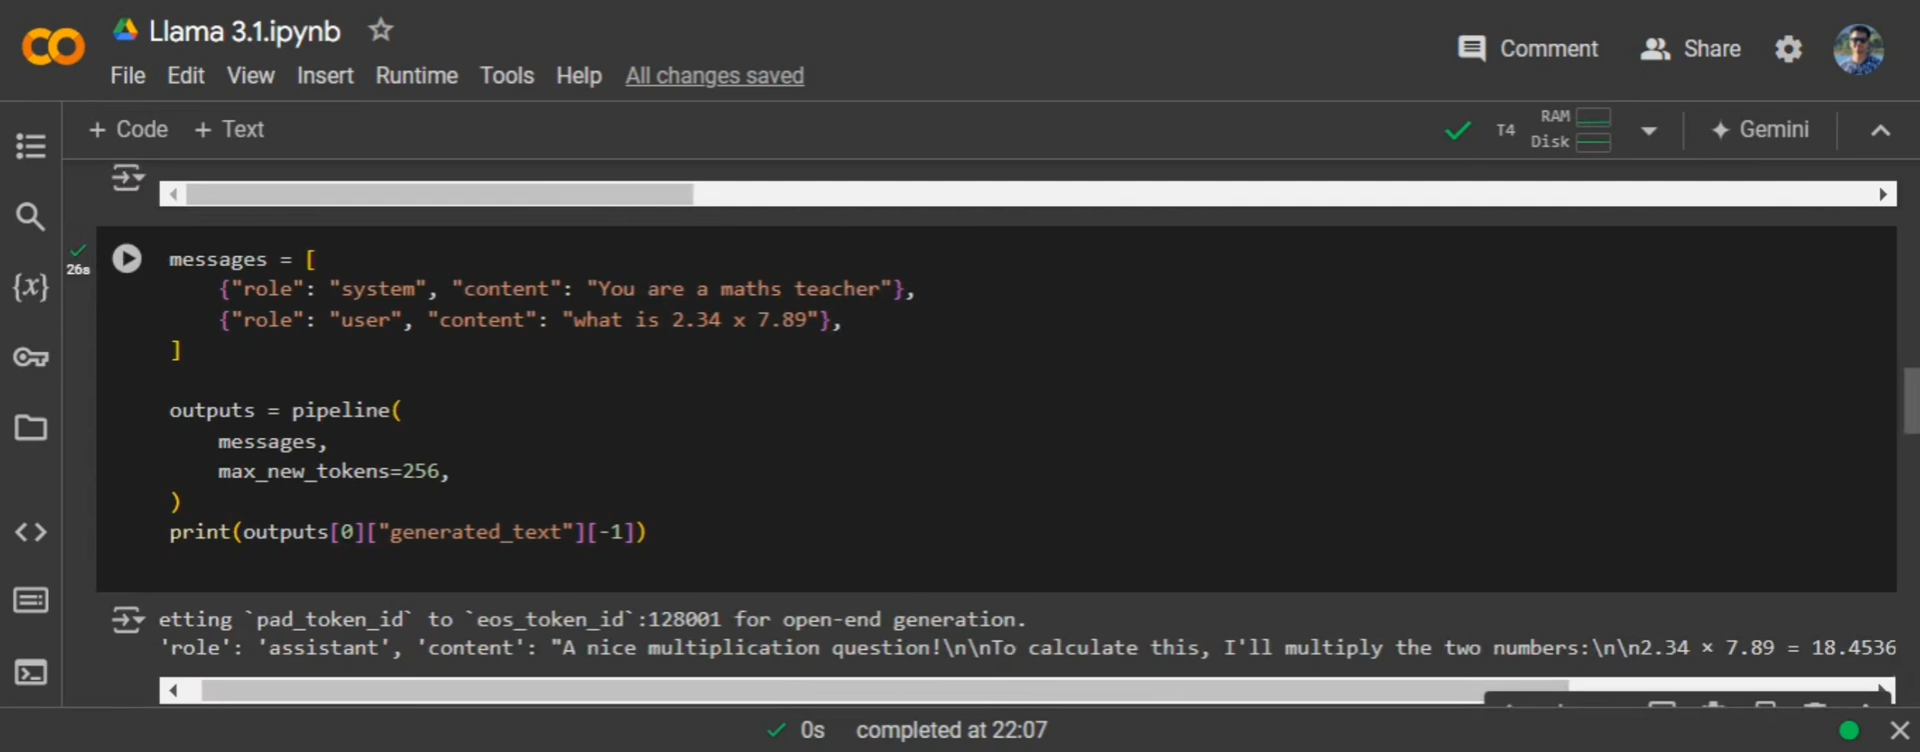 Llama 3.1.ipynb
File Edit View Insert Runtime Tools Help All changes saved
Comment Share
+ Code + Text
T4 RAM Disk Gemini
26s
messages = [
{"role": "system", "content": "You are a maths teacher"},
{"role": "user", "content": "what is 2.34 x 7.89"},
]
outputs = pipeline(
messages,
max_new_tokens=256,
)
print(outputs[0]["generated_text"][-1])
etting `pad_token_id` to `eos_token_id`:128001 for open-end generation.
'role': 'assistant', 'content': "A nice multiplication question!\n\nTo calculate this, I'll multiply the two numbers:\n\n2.34 × 7.89 = 18.4536
0s completed at 22:07